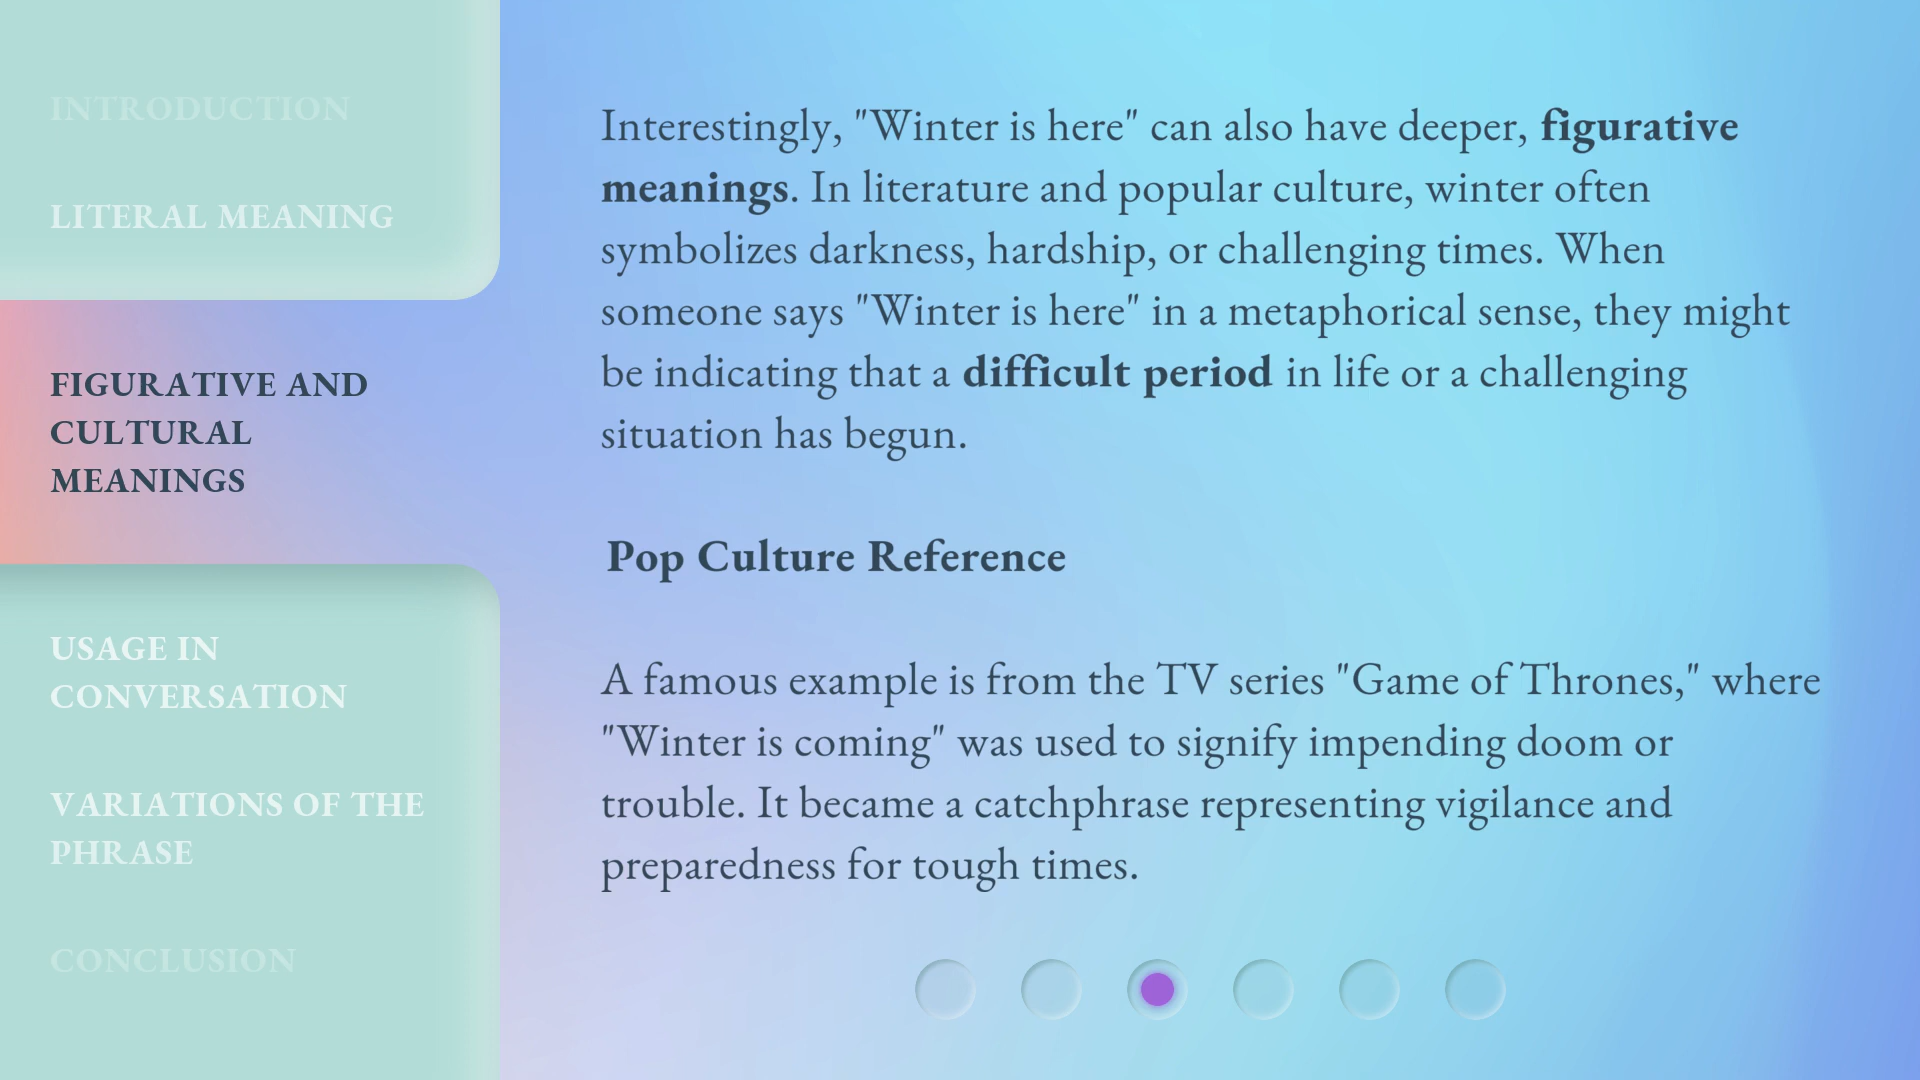 INTRODUCTION
LITERAL MEANING
FIGURATIVE AND
CULTURAL
MEANINGS
USAGE IN
CONVERSATION
VARIATIONS OF THE
PHRASE
CONCLUSION
Interestingly, "Winter is here" can also have deeper, figurative
meanings. In literature and popular culture, winter often
symbolizes darkness, hardship, or challenging times. When
someone says "Winter is here" in a metaphorical sense, they might
be indicating that a difficult period in life or a challenging
situation has begun.
Pop Culture Reference
A famous example is from the TV series "Game of Thrones," where
"Winter is coming" was used to signify impending doom or
trouble. It became a catchphrase representing vigilance and
preparedness for tough times.